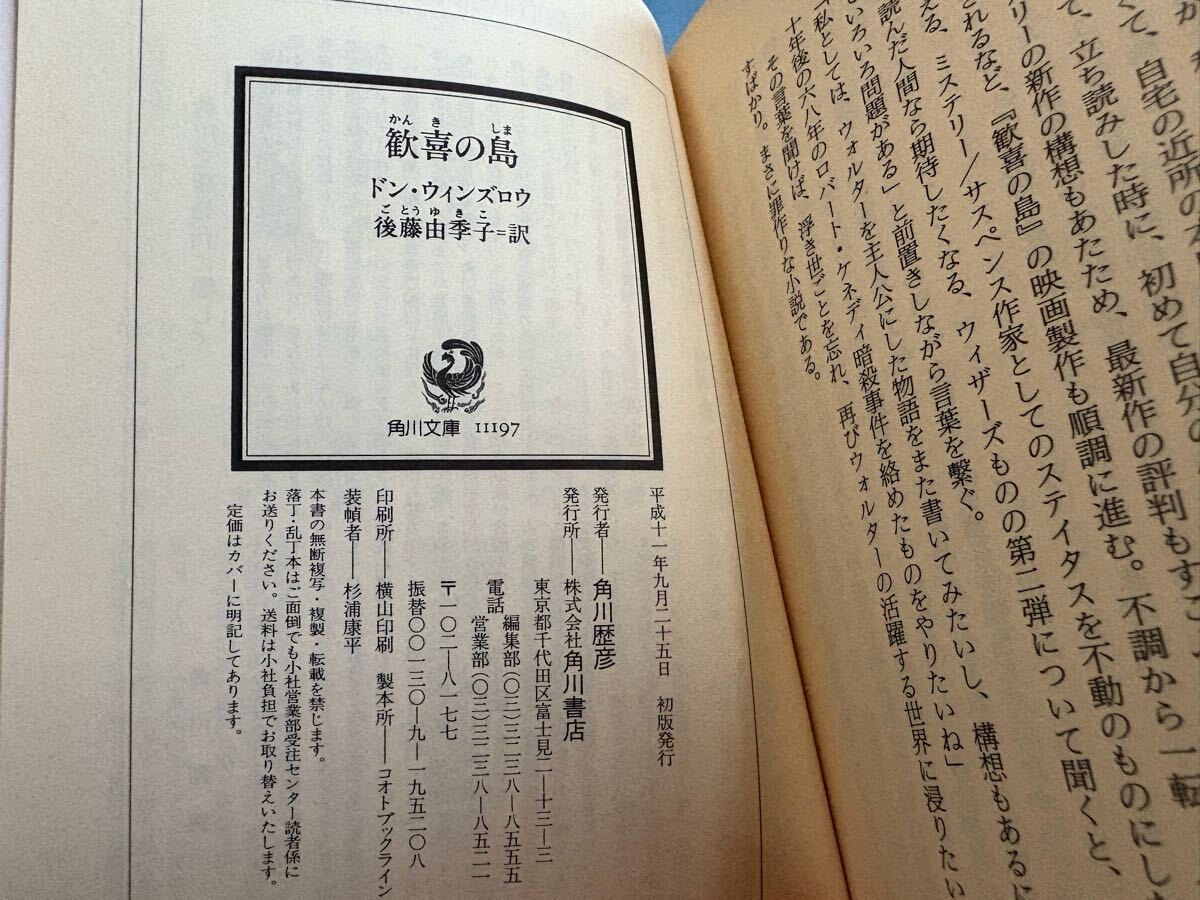 が
て、自宅の近所の本
くて、立ち読みした時に、初めて自分の
リーの新作の構想もあたため、最新作の評判もすこ
されるなど、『歓喜の島』の映画製作も順調に進む。不調から一転
える、ミステリー/サスペンス作家としてのスティタスを不動のものにした
読んだ人間なら期待したくなる、ウィザーズものの第二弾について聞くと、
もいろいろ問題がある」と前置きしながら言葉を繋ぐ。
「私としては、ウォルターを主人公にした物語をまた書いてみたいし、構想もあるに
十年後の六八年のロバート・ケネディ暗殺事件を絡めたものをやりたいね」
その言葉を聞けば、浮き世ごとを忘れ、再びウォルターの活躍する世界に浸りたい
すばかり。まさに罪作りな小説である。
かんき しま
歓喜の島
ドン・ウィンズロウ
ごとうゆきこ
後藤由季子=訳
角川文庫 11197
平成十一年九月二十五日 初版発行
発行者――角川歴彦
発行所――株式会社角川書店
東京都千代田区富士見二―十三―三
電話 編集部(〇三)三二三八―八五五五
営業部(〇三)三二三八―八五二一
〒一〇二―八一七七
振替〇〇一三〇―九―一九五二〇八
印刷所――横山印刷 製本所――コオトブックライン
装幀者――杉浦康平
本書の無断複写・複製・転載を禁じます。
落丁・乱丁本はご面倒でも小社営業部受注センター読者係に
お送りください。送料は小社負担でお取り替えいたします。
定価はカバーに明記してあります。